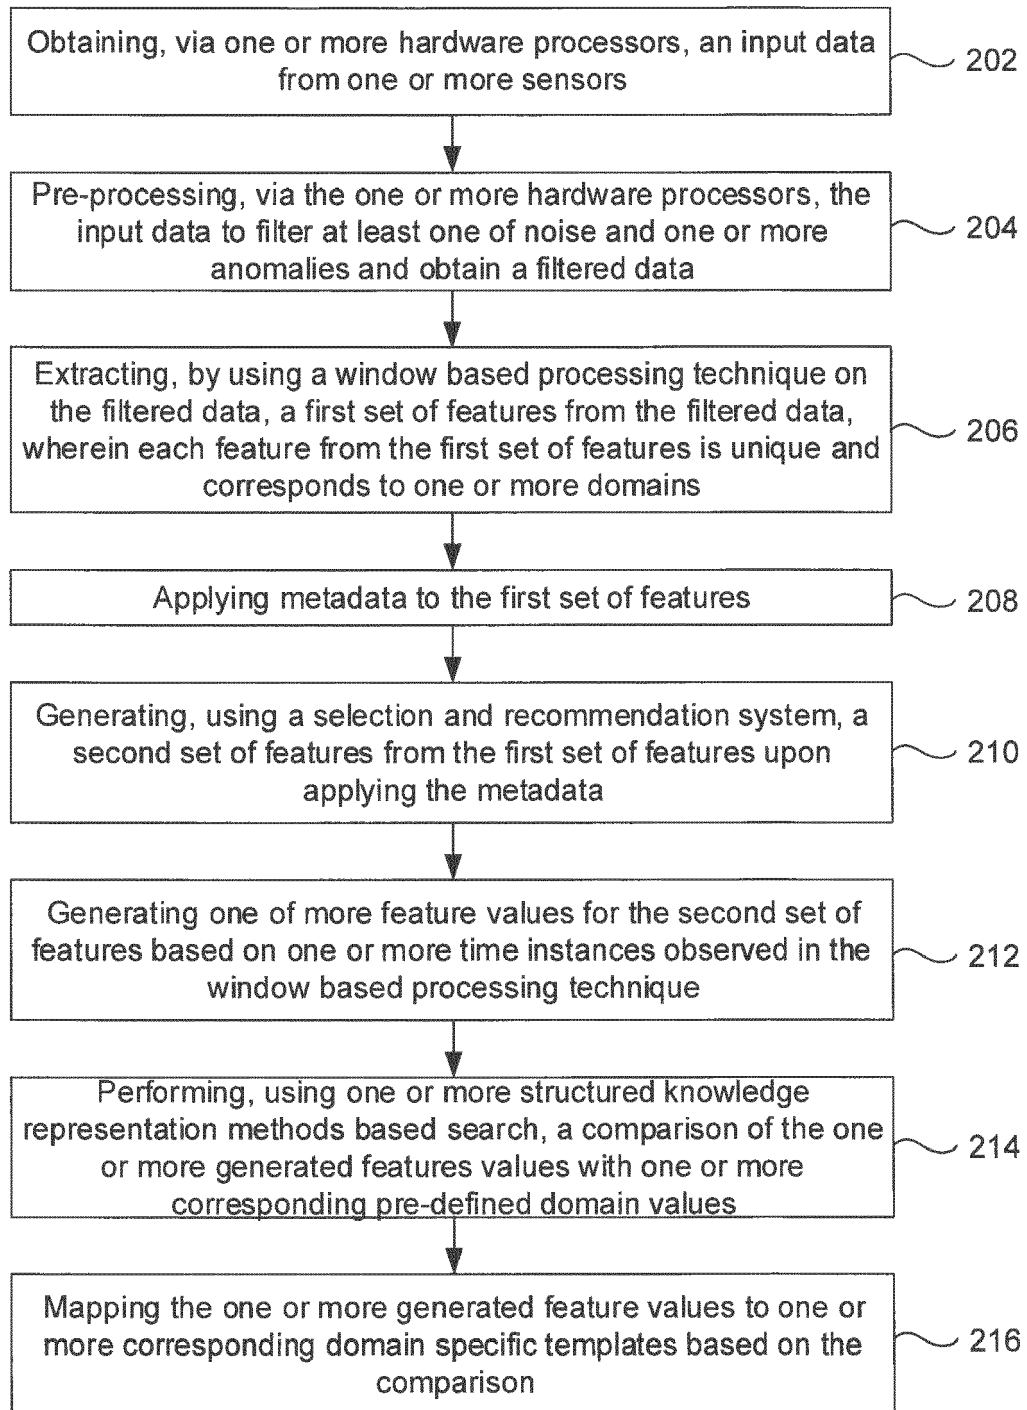 Obtaining, via one or more hardware processors, an input data
from one or more sensors
202
Pre-processing, via the one or more hardware processors, the
input data to filter at least one of noise and one or more
anomalies and obtain a filtered data
204
Extracting, by using a window based processing technique on
the filtered data, a first set of features from the filtered data,
wherein each feature from the first set of features is unique and
corresponds to one or more domains
206
Applying metadata to the first set of features
208
Generating, using a selection and recommendation system, a
second set of features from the first set of features upon
applying the metadata
210
Generating one of more feature values for the second set of
features based on one or more time instances observed in the
window based processing technique
212
Performing, using one or more structured knowledge
representation methods based search, a comparison of the one
or more generated features values with one or more
corresponding pre-defined domain values
214
Mapping the one or more generated feature values to one or
more corresponding domain specific templates based on the
comparison
216